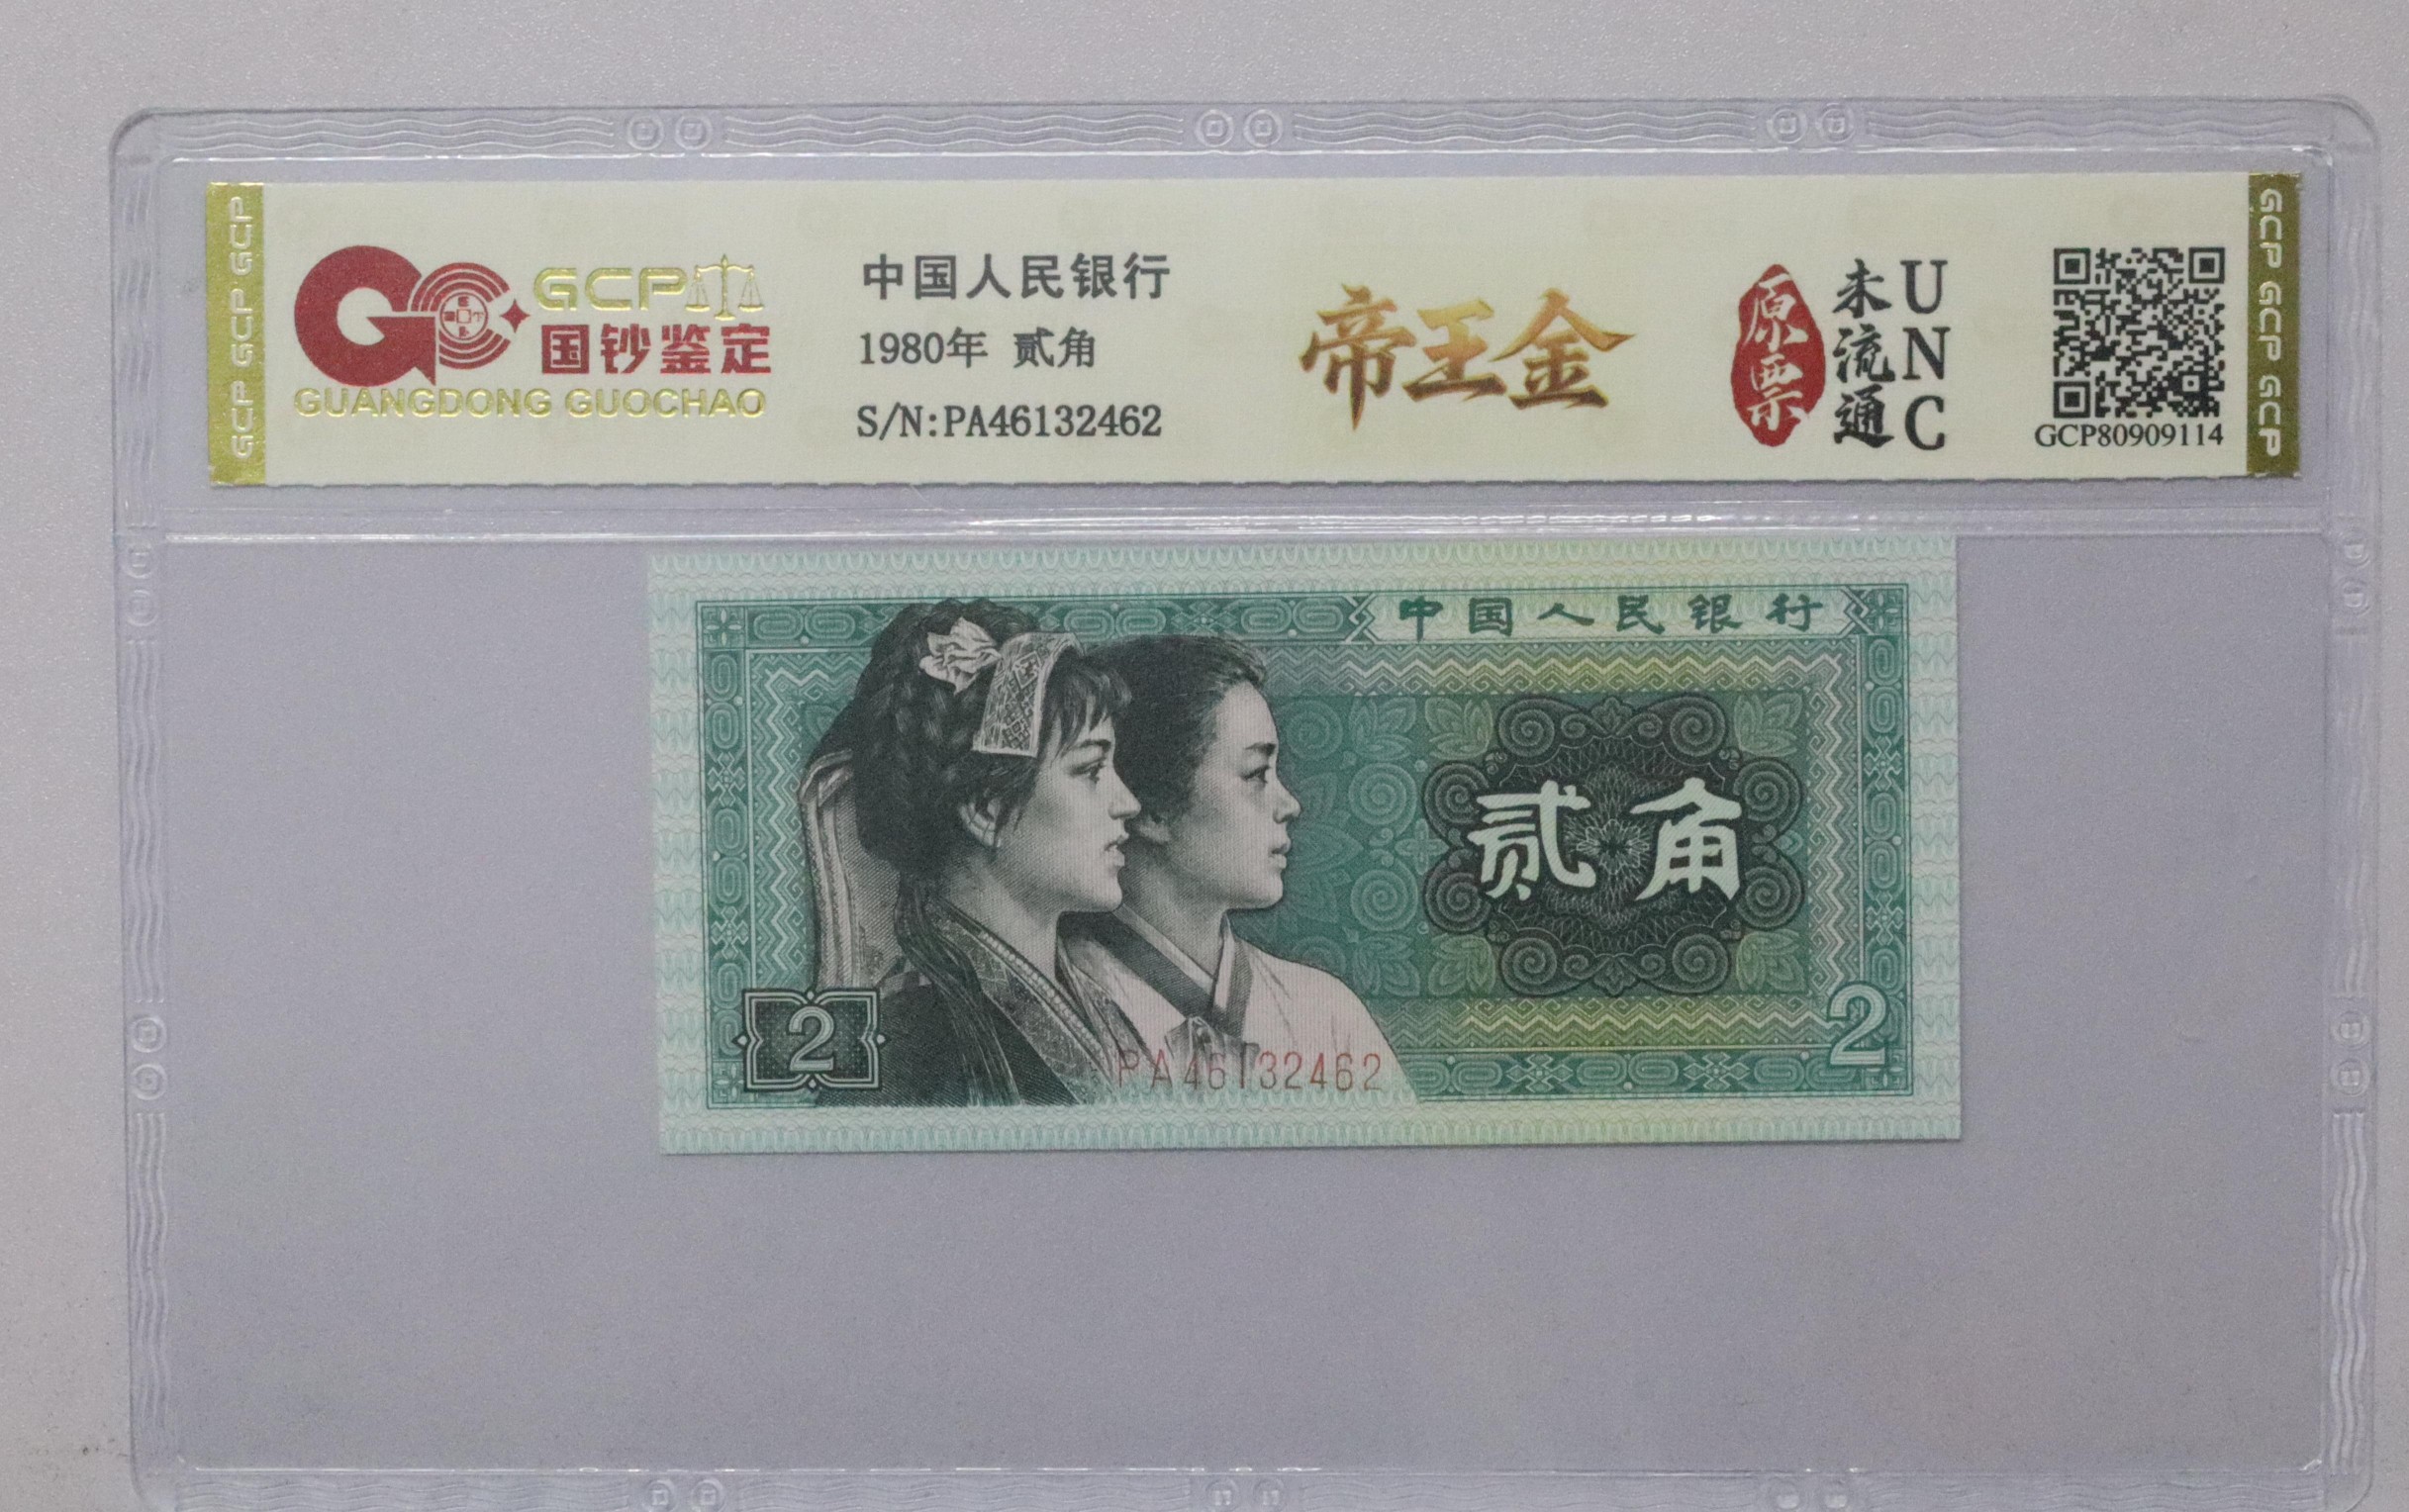 GCP GCP GCP
GCP
国钞鉴定
GUANGDONG GUOCHAO
中国人民银行
1980年 贰角
S/N:PA46132462
帝王金
原票
未流通
UNC
GCP80909114
GCP GCP GCP
中国人民银行
贰角
2
2
PA46132462